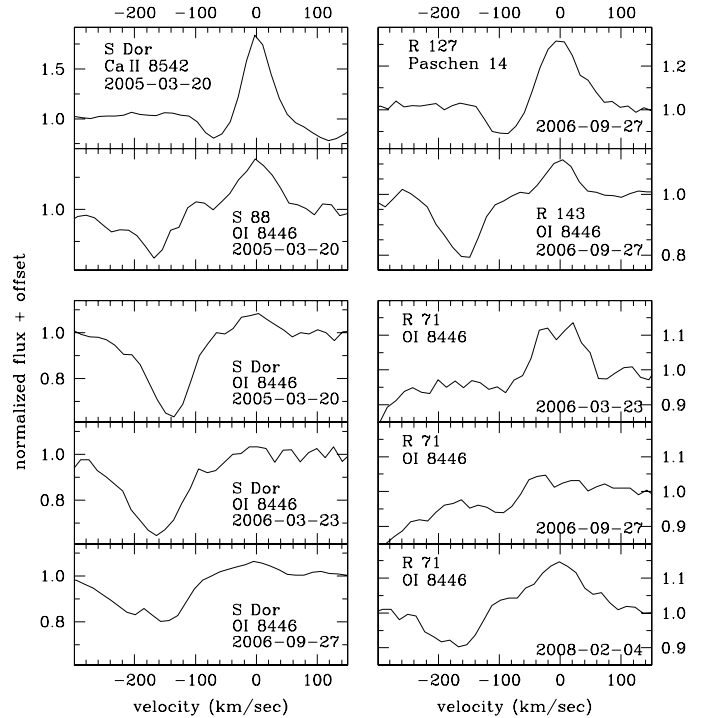 -200 -100 0 100
-200 -100 0 100
S Dor
Ca II 8542
2005-03-20
1.5
1.0
R 127
Paschen 14
2006-09-27
1.2
1.0
S 88
OI 8446
2005-03-20
1.0
R 143
OI 8446
2006-09-27
1.0
0.8
normalized flux + offset
S Dor
OI 8446
2005-03-20
1.0
0.8
R 71
OI 8446
2006-03-23
1.1
1.0
0.9
S Dor
OI 8446
2006-03-23
1.0
0.8
R 71
OI 8446
2006-09-27
1.1
1.0
0.9
S Dor
OI 8446
2006-09-27
1.0
0.8
R 71
OI 8446
2008-02-04
1.1
1.0
0.9
-200 -100 0 100
-200 -100 0 100
velocity (km/sec)
velocity (km/sec)